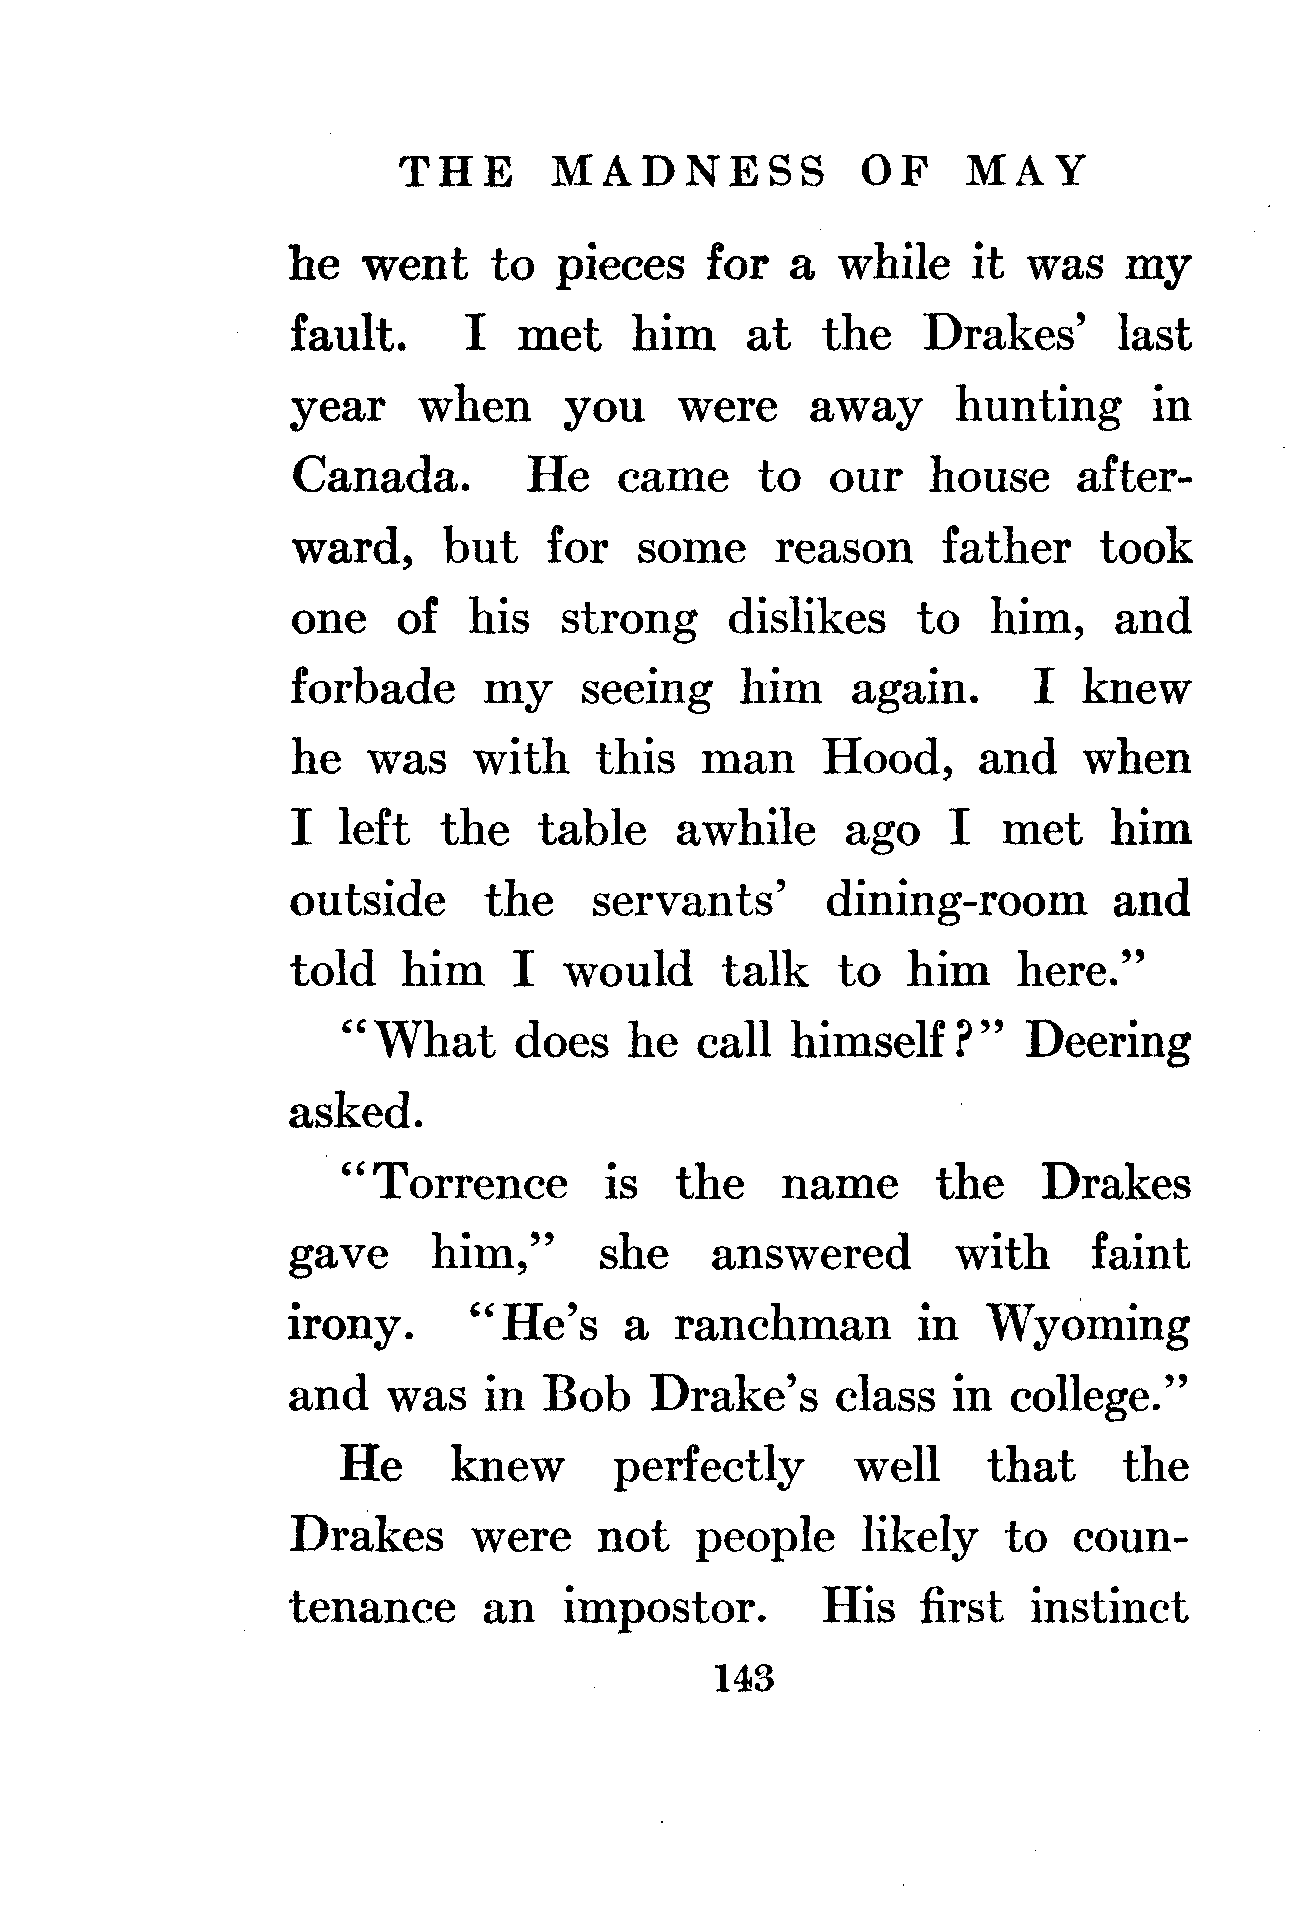 THE MADNESS OF MAY
he went to pieces for a while it was my
fault. I met him at the Drakes’ last
year when you were away hunting in
Canada. He came to our house after-
ward, but for some reason father took
one of his strong dislikes to him, and
forbade my seeing him again. I knew
he was with this man Hood, and when
I left the table awhile ago I met him
outside the servants’ dining-room and
told him I would talk to him here.”
“What does he call himself?” Deering
asked.
“Torrence is the name the Drakes
gave him,” she answered with faint
irony. “He’s a ranchman in Wyoming
and was in Bob Drake’s class in college.”
He knew perfectly well that the
Drakes were not people likely to coun-
tenance an impostor. His first instinct
143